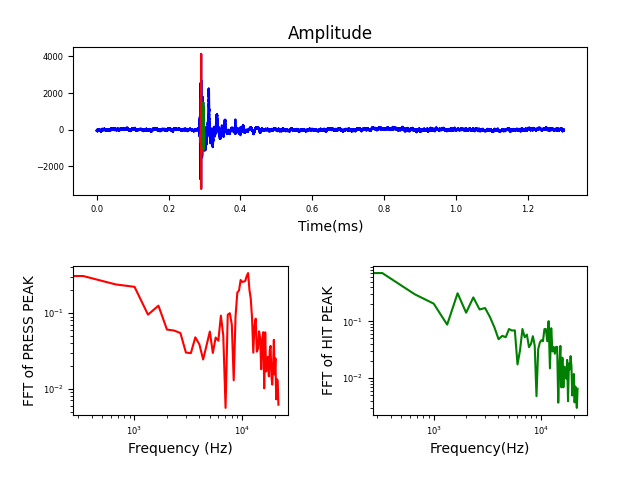 Amplitude
4000
2000
0
−2000
0.0 0.2 0.4 0.6 0.8 1.0 1.2
Time(ms)
FFT of PRESS PEAK
10⁻¹
10⁻²
10³ 10⁴
Frequency (Hz)
FFT of HIT PEAK
10⁻¹
10⁻²
10³ 10⁴
Frequency(Hz)